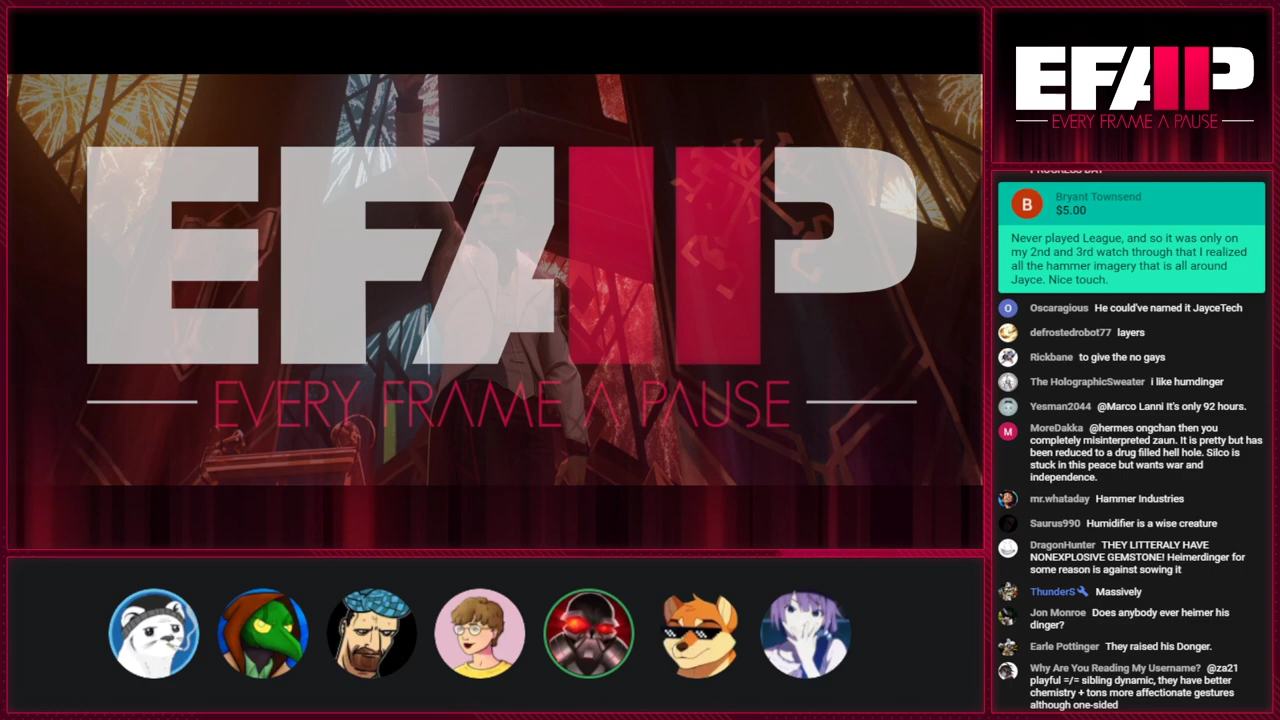 EFAP
EVERY FRAME A PAUSE
EFAP
EVERY FRAME A PAUSE
PROGRESS DAY
B
Bryant Townsend
$5.00
Never played League, and so it was only on
my 2nd and 3rd watch through that I realized
all the hammer imagery that is all around
Jayce. Nice touch.
O Oscaragious He could've named it JayceTech
defrostedrobot77 layers
Rickbane to give the no gays
The HolographicSweater i like humdinger
Yesman2044 @Marco Lanni It's only 92 hours.
M MoreDakka @hermes ongchan then you
completely misinterpreted zaun. It is pretty but has
been reduced to a drug filled hell hole. Silco is
stuck in this peace but wants war and
independence.
mr.whataday Hammer Industries
Saurus990 Humidifier is a wise creature
DragonHunter THEY LITTERALY HAVE
NONEXPLOSIVE GEMSTONE! Heimerdinger for
some reason is against sowing it
ThunderS Massively
Jon Monroe Does anybody ever heimer his
dinger?
Earle Pottinger They raised his Donger.
Why Are You Reading My Username? @za21
playful =/= sibling dynamic, they have better
chemistry + tons more affectionate gestures
although one-sided